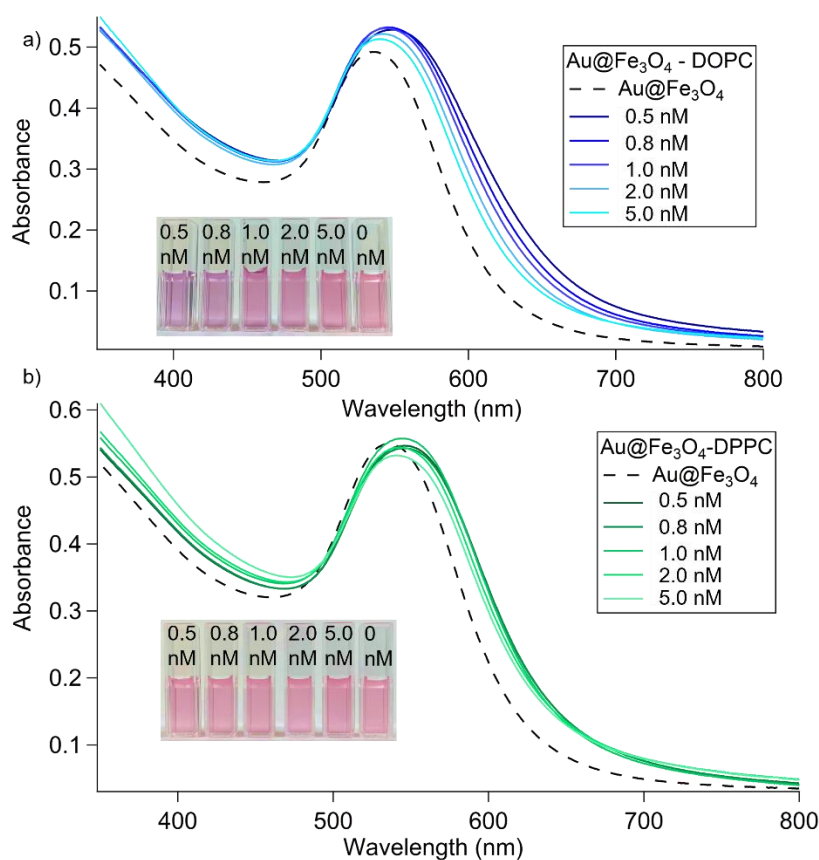 a)
Absorbance
0.5
0.4
0.3
0.2
0.1
Au@Fe₃O₄ - DOPC
Au@Fe₃O₄
0.5 nM
0.8 nM
1.0 nM
2.0 nM
5.0 nM
0.5 0.8 1.0 2.0 5.0 0
nM nM nM nM nM nM
400 500 600 700 800
Wavelength (nm)
b)
Absorbance
0.6
0.5
0.4
0.3
0.2
0.1
Au@Fe₃O₄-DPPC
Au@Fe₃O₄
0.5 nM
0.8 nM
1.0 nM
2.0 nM
5.0 nM
0.5 0.8 1.0 2.0 5.0 0
nM nM nM nM nM nM
400 500 600 700 800
Wavelength (nm)